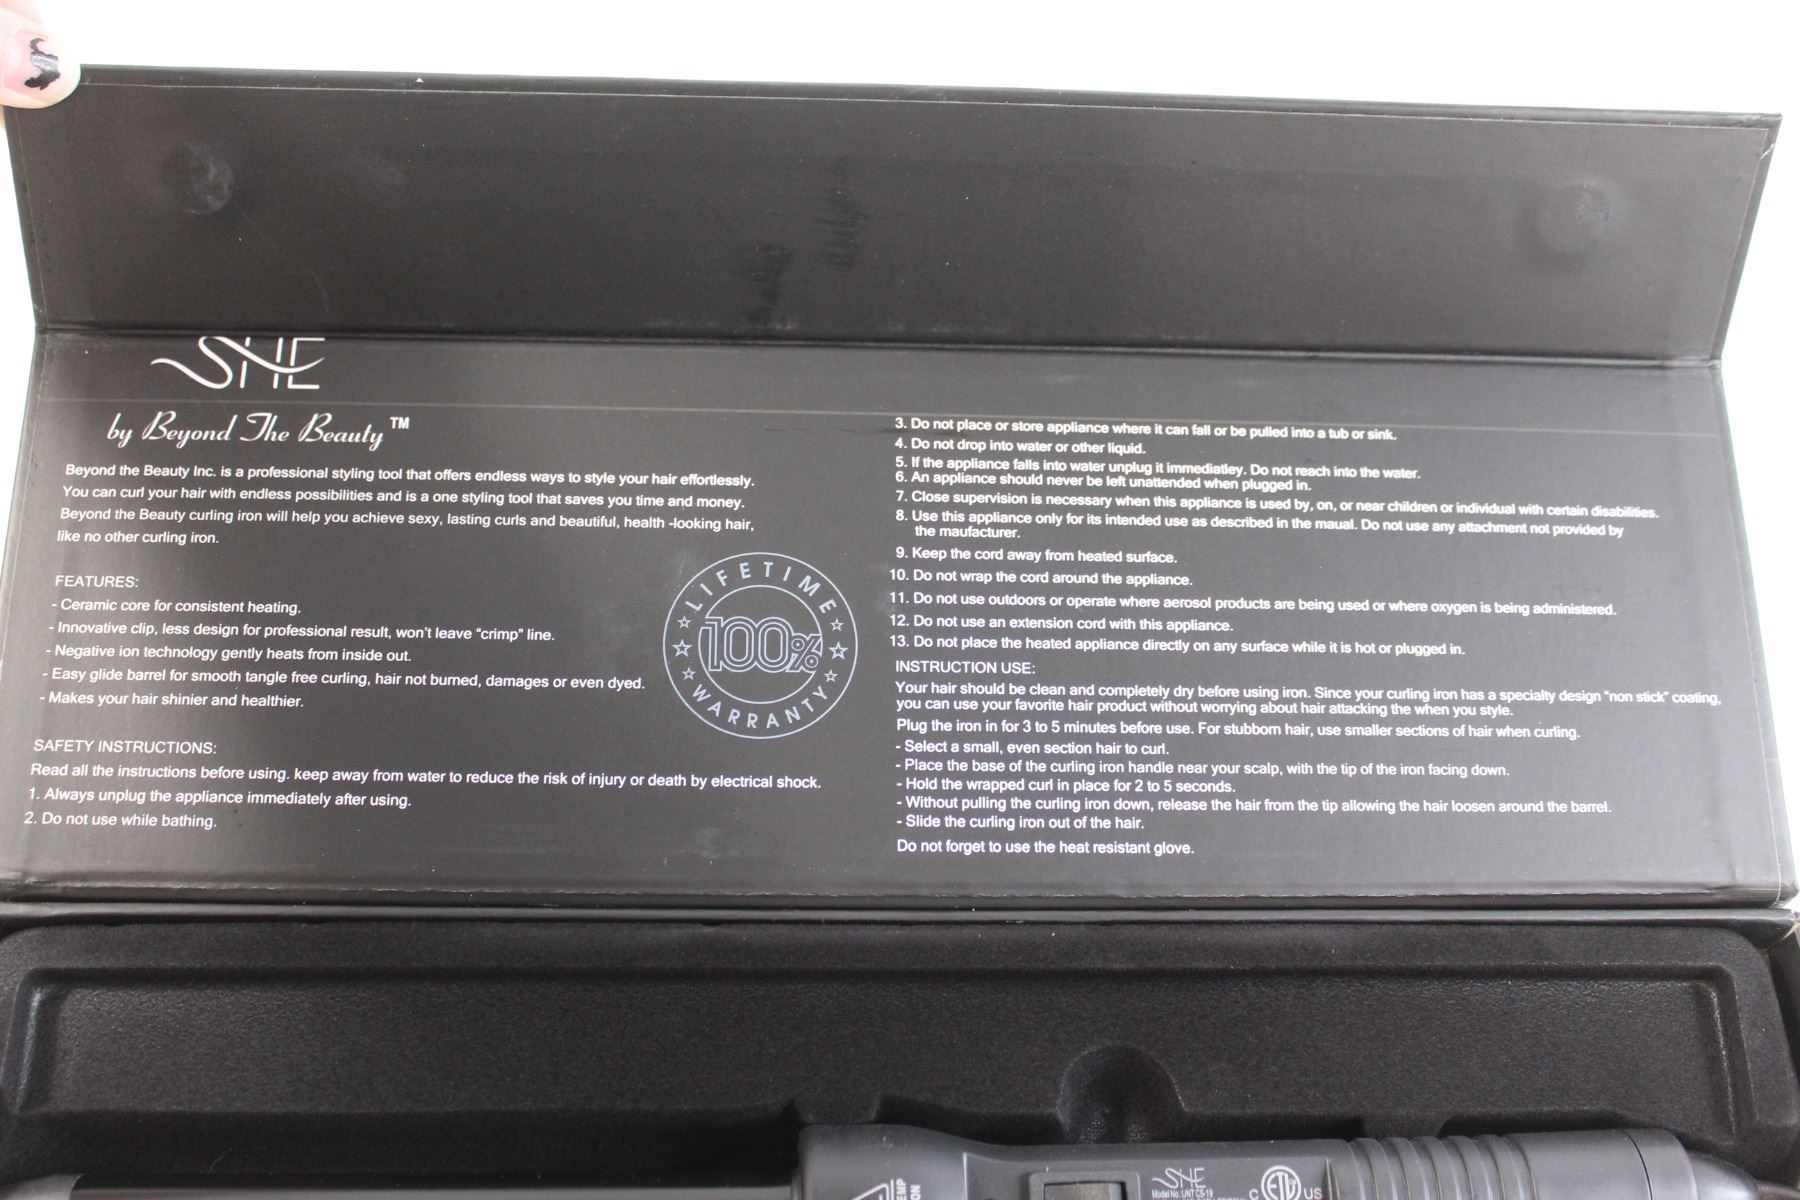 SHE
by Beyond The Beauty ™
Beyond the Beauty Inc. is a professional styling tool that offers endless ways to style your hair effortlessly.
You can curl your hair with endless possibilities and is a one styling tool that saves you time and money.
Beyond the Beauty curling iron will help you achieve sexy, lasting curls and beautiful, health -looking hair,
like no other curling iron.
FEATURES:
- Ceramic core for consistent heating.
- Innovative clip, less design for professional result, won't leave "crimp" line.
- Negative ion technology gently heats from inside out.
- Easy glide barrel for smooth tangle free curling, hair not burned, damages or even dyed.
- Makes your hair shinier and healthier.
LIFETIME
100%
WARRANTY
SAFETY INSTRUCTIONS:
Read all the instructions before using. keep away from water to reduce the risk of injury or death by electrical shock.
1. Always unplug the appliance immediately after using.
2. Do not use while bathing.
3. Do not place or store appliance where it can fall or be pulled into a tub or sink.
4. Do not drop into water or other liquid.
5. If the appliance falls into water unplug it immediatley. Do not reach into the water.
6. An appliance should never be left unattended when plugged in.
7. Close supervision is necessary when this appliance is used by, on, or near children or individual with certain disabilities.
8. Use this appliance only for its intended use as described in the maual. Do not use any attachment not provided by
the maufacturer.
9. Keep the cord away from heated surface.
10. Do not wrap the cord around the appliance.
11. Do not use outdoors or operate where aerosol products are being used or where oxygen is being administered.
12. Do not use an extension cord with this appliance.
13. Do not place the heated appliance directly on any surface while it is hot or plugged in.
INSTRUCTION USE:
Your hair should be clean and completely dry before using iron. Since your curling iron has a specialty design "non stick" coating,
you can use your favorite hair product without worrying about hair attacking the when you style.
Plug the iron in for 3 to 5 minutes before use. For stubborn hair, use smaller sections of hair when curling.
- Select a small, even section hair to curl.
- Place the base of the curling iron handle near your scalp, with the tip of the iron facing down.
- Hold the wrapped curl in place for 2 to 5 seconds.
- Without pulling the curling iron down, release the hair from the tip allowing the hair loosen around the barrel.
- Slide the curling iron out of the hair.
Do not forget to use the heat resistant glove.
SHE
Model No. UNT CS-19
C ETL US